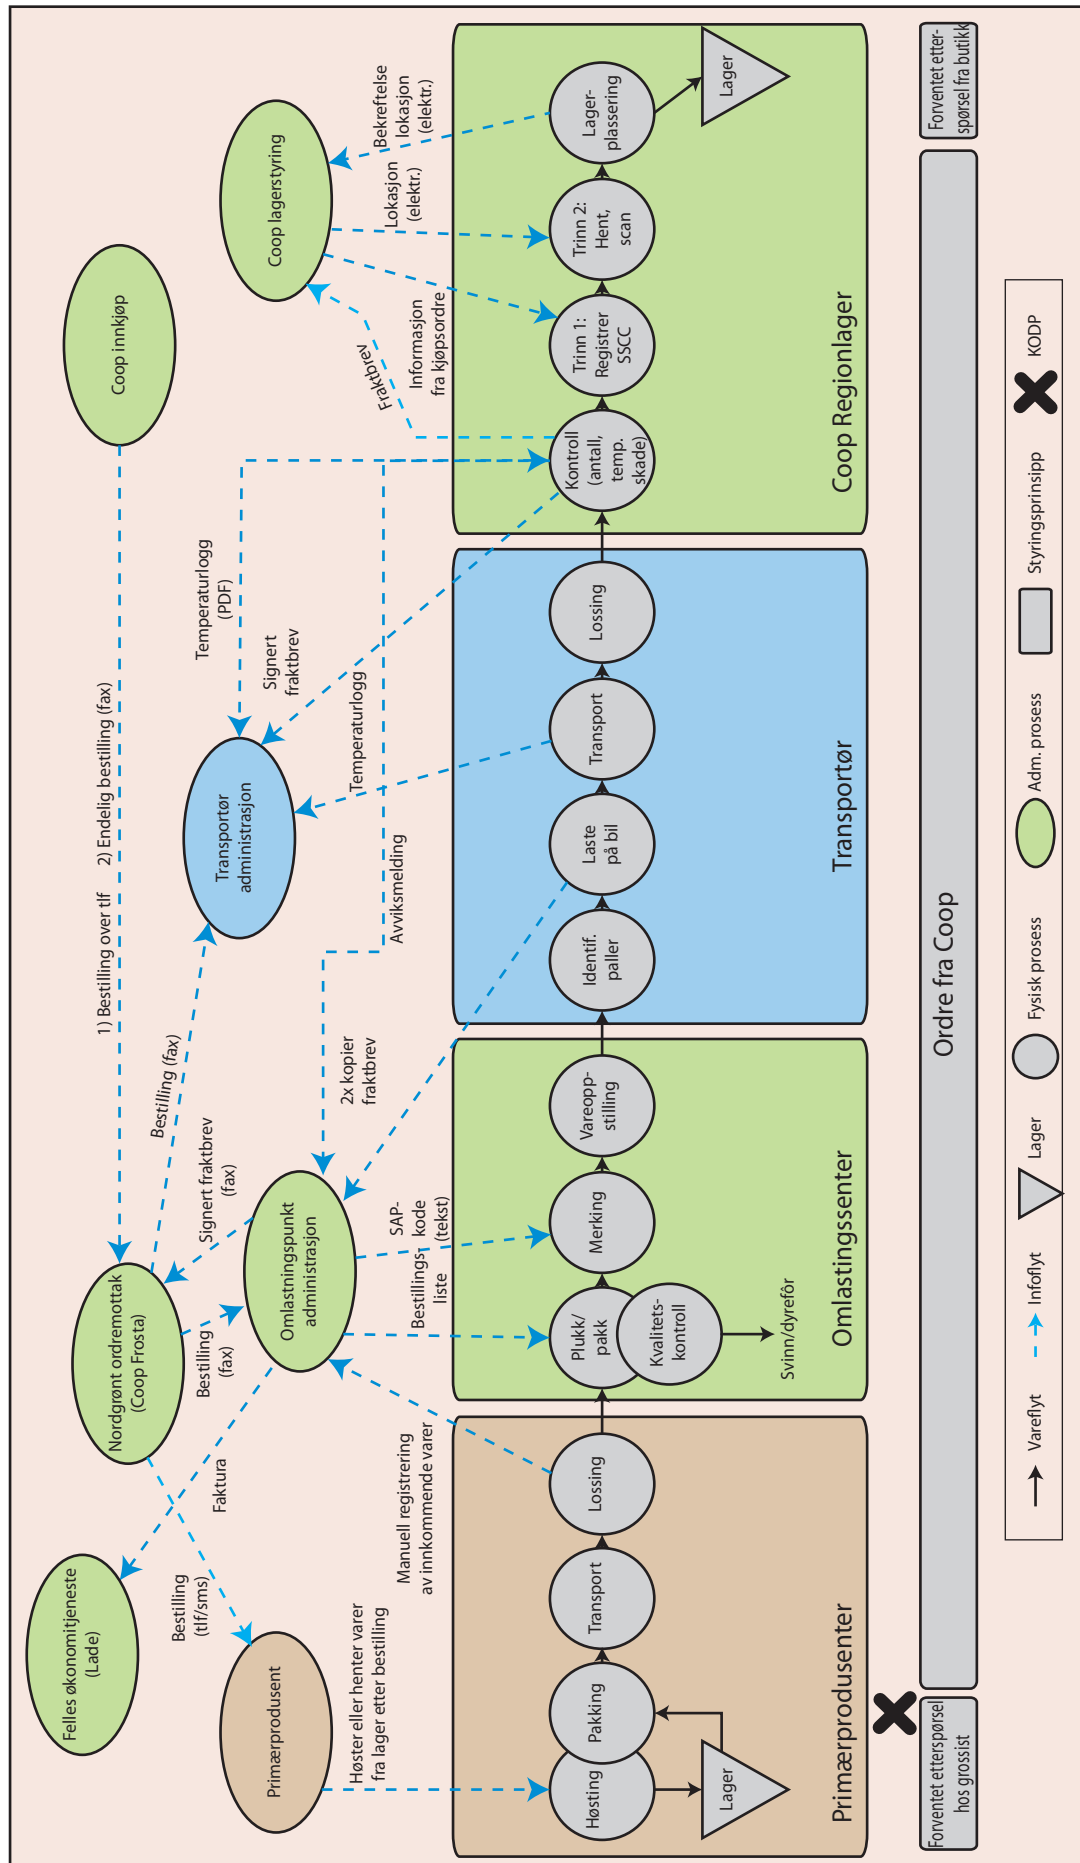 Felles økonomitjeneste
(Lade)
Nordgrønt ordremottak
(Coop Frosta)
1) Bestilling over tlf
2) Endelig bestilling (fax)
Coop innkjøp
Bestilling
(tlf/sms)
Faktura
Bestilling
(fax)
Signert fraktbrev
(fax)
Bestilling (fax)
Primærprodusent
Omlastningspunkt
administrasjon
Transportør
administrasjon
Temperaturlogg
(PDF)
Signert
fraktbrev
Coop lagerstyring
Høster eller henter varer
fra lager etter bestilling
Manuell registrering
av innkommende varer
Bestillings-
liste
SAP-
kode
(tekst)
2x kopier
fraktbrev
Avviksmelding
Temperaturlogg
Fraktbrev
Informasjon
fra kjøpsordre
Lokasjon
(elektr.)
Bekreftelse
lokasjon
(elektr.)
Høsting
Pakking
Transport
Lossing
Plukk/
pakk
Kvalitets-
kontroll
Merking
Vareopp-
stilling
Identif.
paller
Laste
på bil
Transport
Lossing
Kontroll
(antall,
temp.
skade)
Trinn 1:
Registrer
SSCC
Trinn 2:
Hent,
scan
Lager-
plassering
Lager
Svinn/dyrefôr
Lager
Primærprodusenter
Omlastingssenter
Transportør
Coop Regionlager
Forventet etterspørsel
hos grossist
Ordre fra Coop
Forventet etter-
spørsel fra butikk
Vareflyt
Infoflyt
Lager
Fysisk prosess
Adm. prosess
Styringsprinsipp
KODP